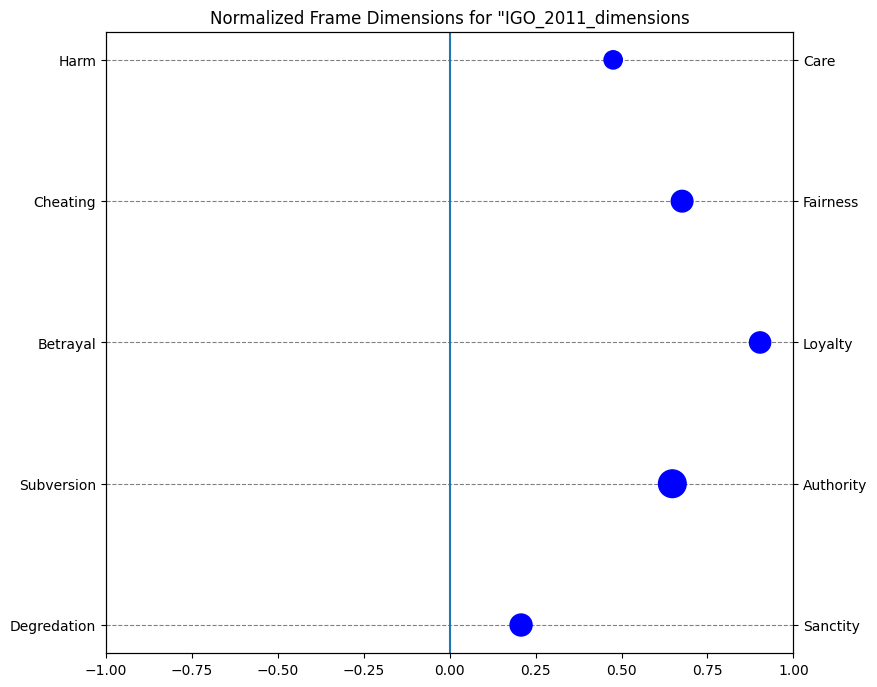 Normalized Frame Dimensions for "IGO_2011_dimensions
Harm Care
Cheating Fairness
Betrayal Loyalty
Subversion Authority
Degredation Sanctity
−1.00 −0.75 −0.50 −0.25 0.00 0.25 0.50 0.75 1.00